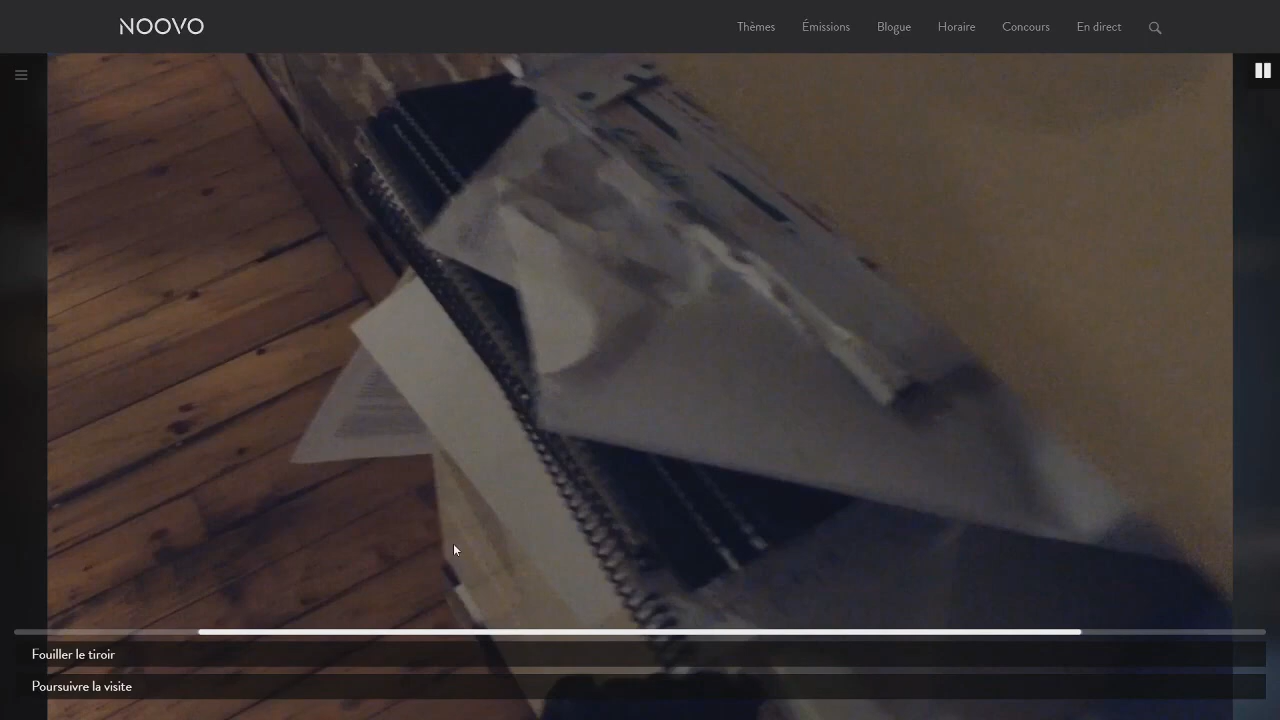 NOOVO
Thèmes Émissions Blogue Horaire Concours En direct
Fouiller le tiroir
Poursuivre la visite